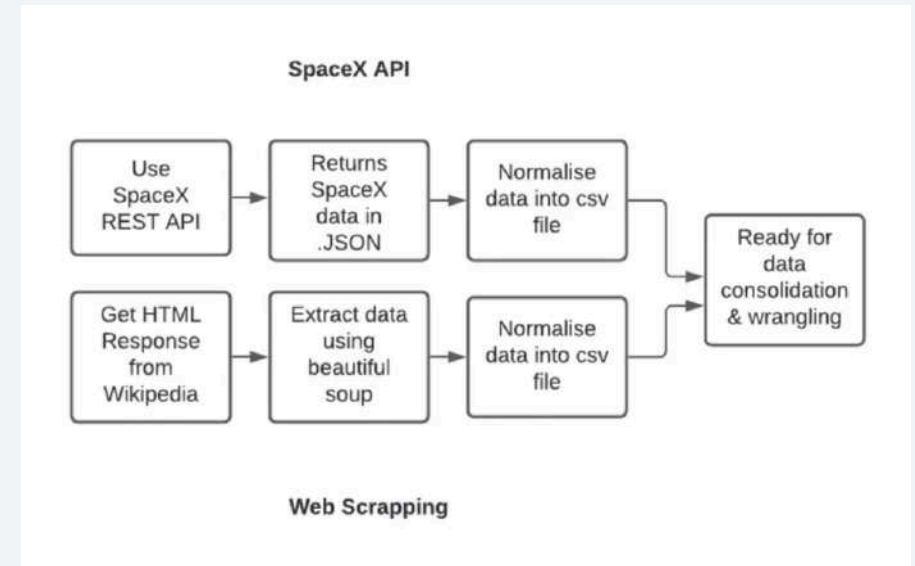 SpaceX API
Use
SpaceX
REST API
Returns
SpaceX
data in
.JSON
Normalise
data into csv
file
Ready for
data
consolidation
& wrangling
Get HTML
Response
from
Wikipedia
Extract data
using
beautiful
soup
Normalise
data into csv
file
Web Scrapping